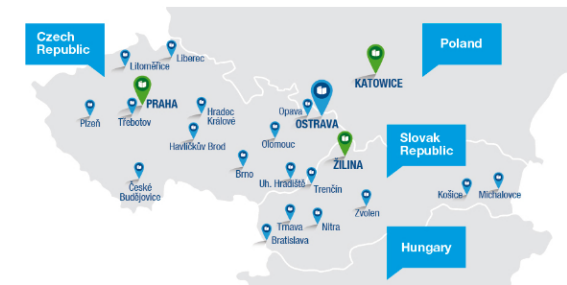 Czech
Republic
Poland
Liberec
Litoměřice
KATOWICE
PRAHA
Hradec
Králové
Opava
OSTRAVA
Plzeň
Třebotov
Havlíčkův Brod
Olomouc
Slovak
Republic
ŽILINA
Brno
Uh. Hradiště
Trenčín
České
Budějovice
Košice
Michalovce
Zvolen
Trnava
Nitra
Bratislava
Hungary